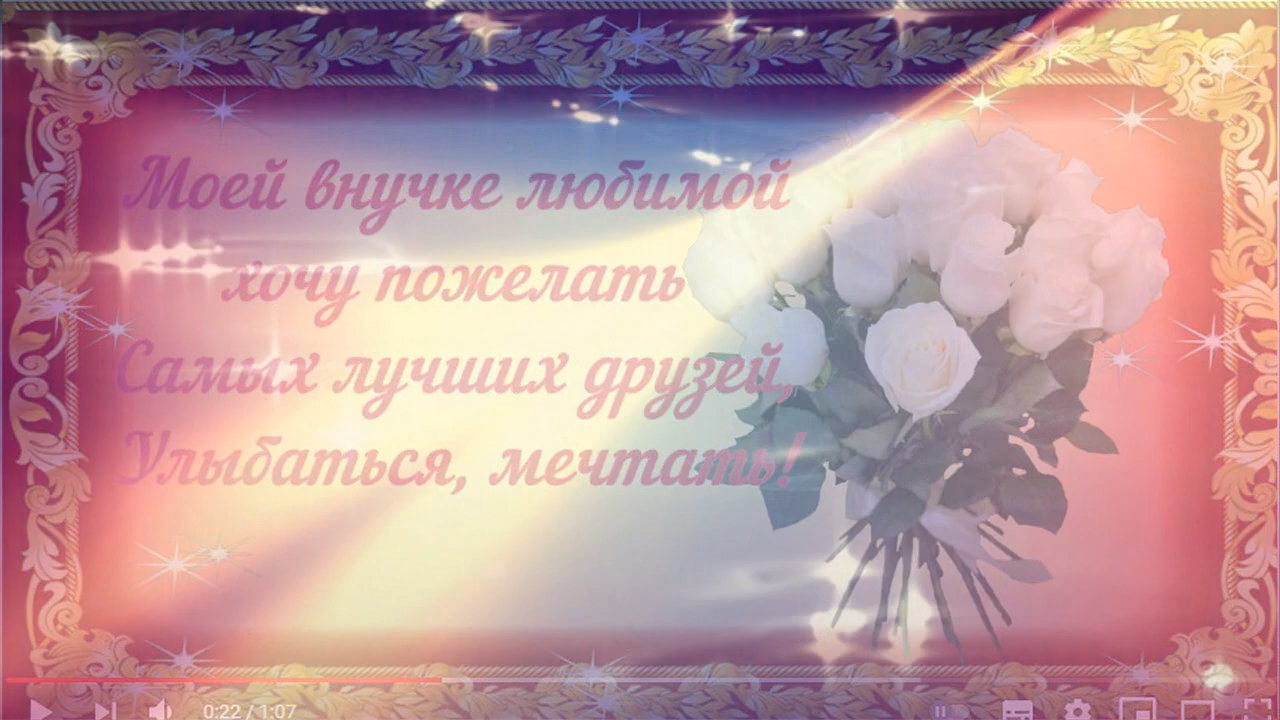 Моей внучке любимой
хочу пожелать
Самых лучших друзей,
Улыбаться, мечтать!
0:22 / 1:07